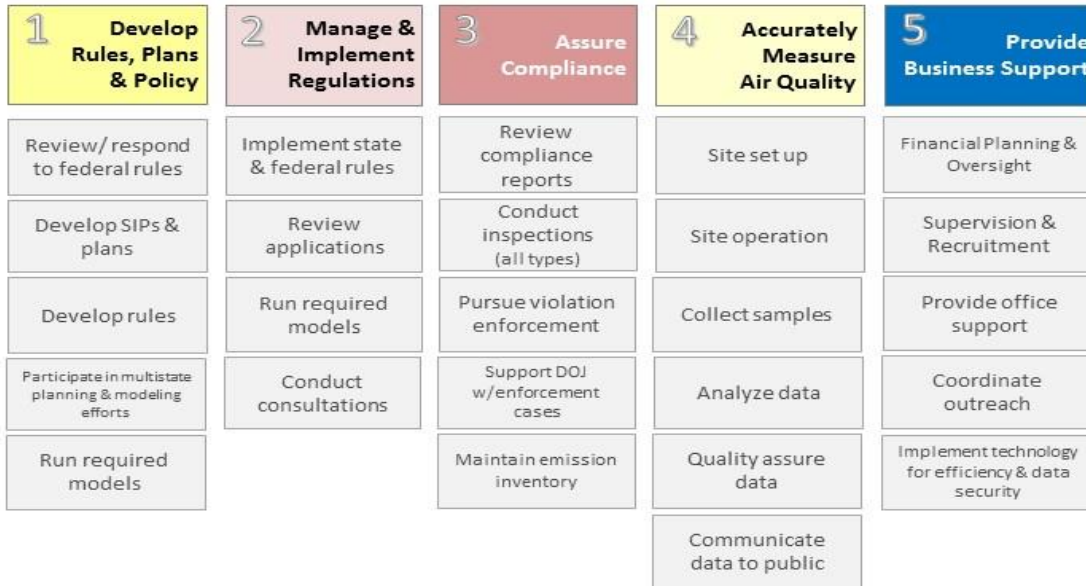 1
Develop
Rules, Plans
& Policy
Review/ respond
to federal rules
Develop SIPs &
plans
Develop rules
Participate in multistate
planning & modeling
efforts
Run required
models
2
Manage &
Implement
Regulations
Implement state
& federal rules
Review
applications
Run required
models
Conduct
consultations
3
Assure
Compliance
Review
compliance
reports
Conduct
inspections
(all types)
Pursue violation
enforcement
Support DOJ
w/enforcement
cases
Maintain emission
inventory
4
Accurately
Measure
Air Quality
Site set up
Site operation
Collect samples
Analyze data
Quality assure
data
Communicate
data to public
5
Provide
Business Support
Financial Planning &
Oversight
Supervision &
Recruitment
Provide office
support
Coordinate
outreach
Implement technology
for efficiency & data
security